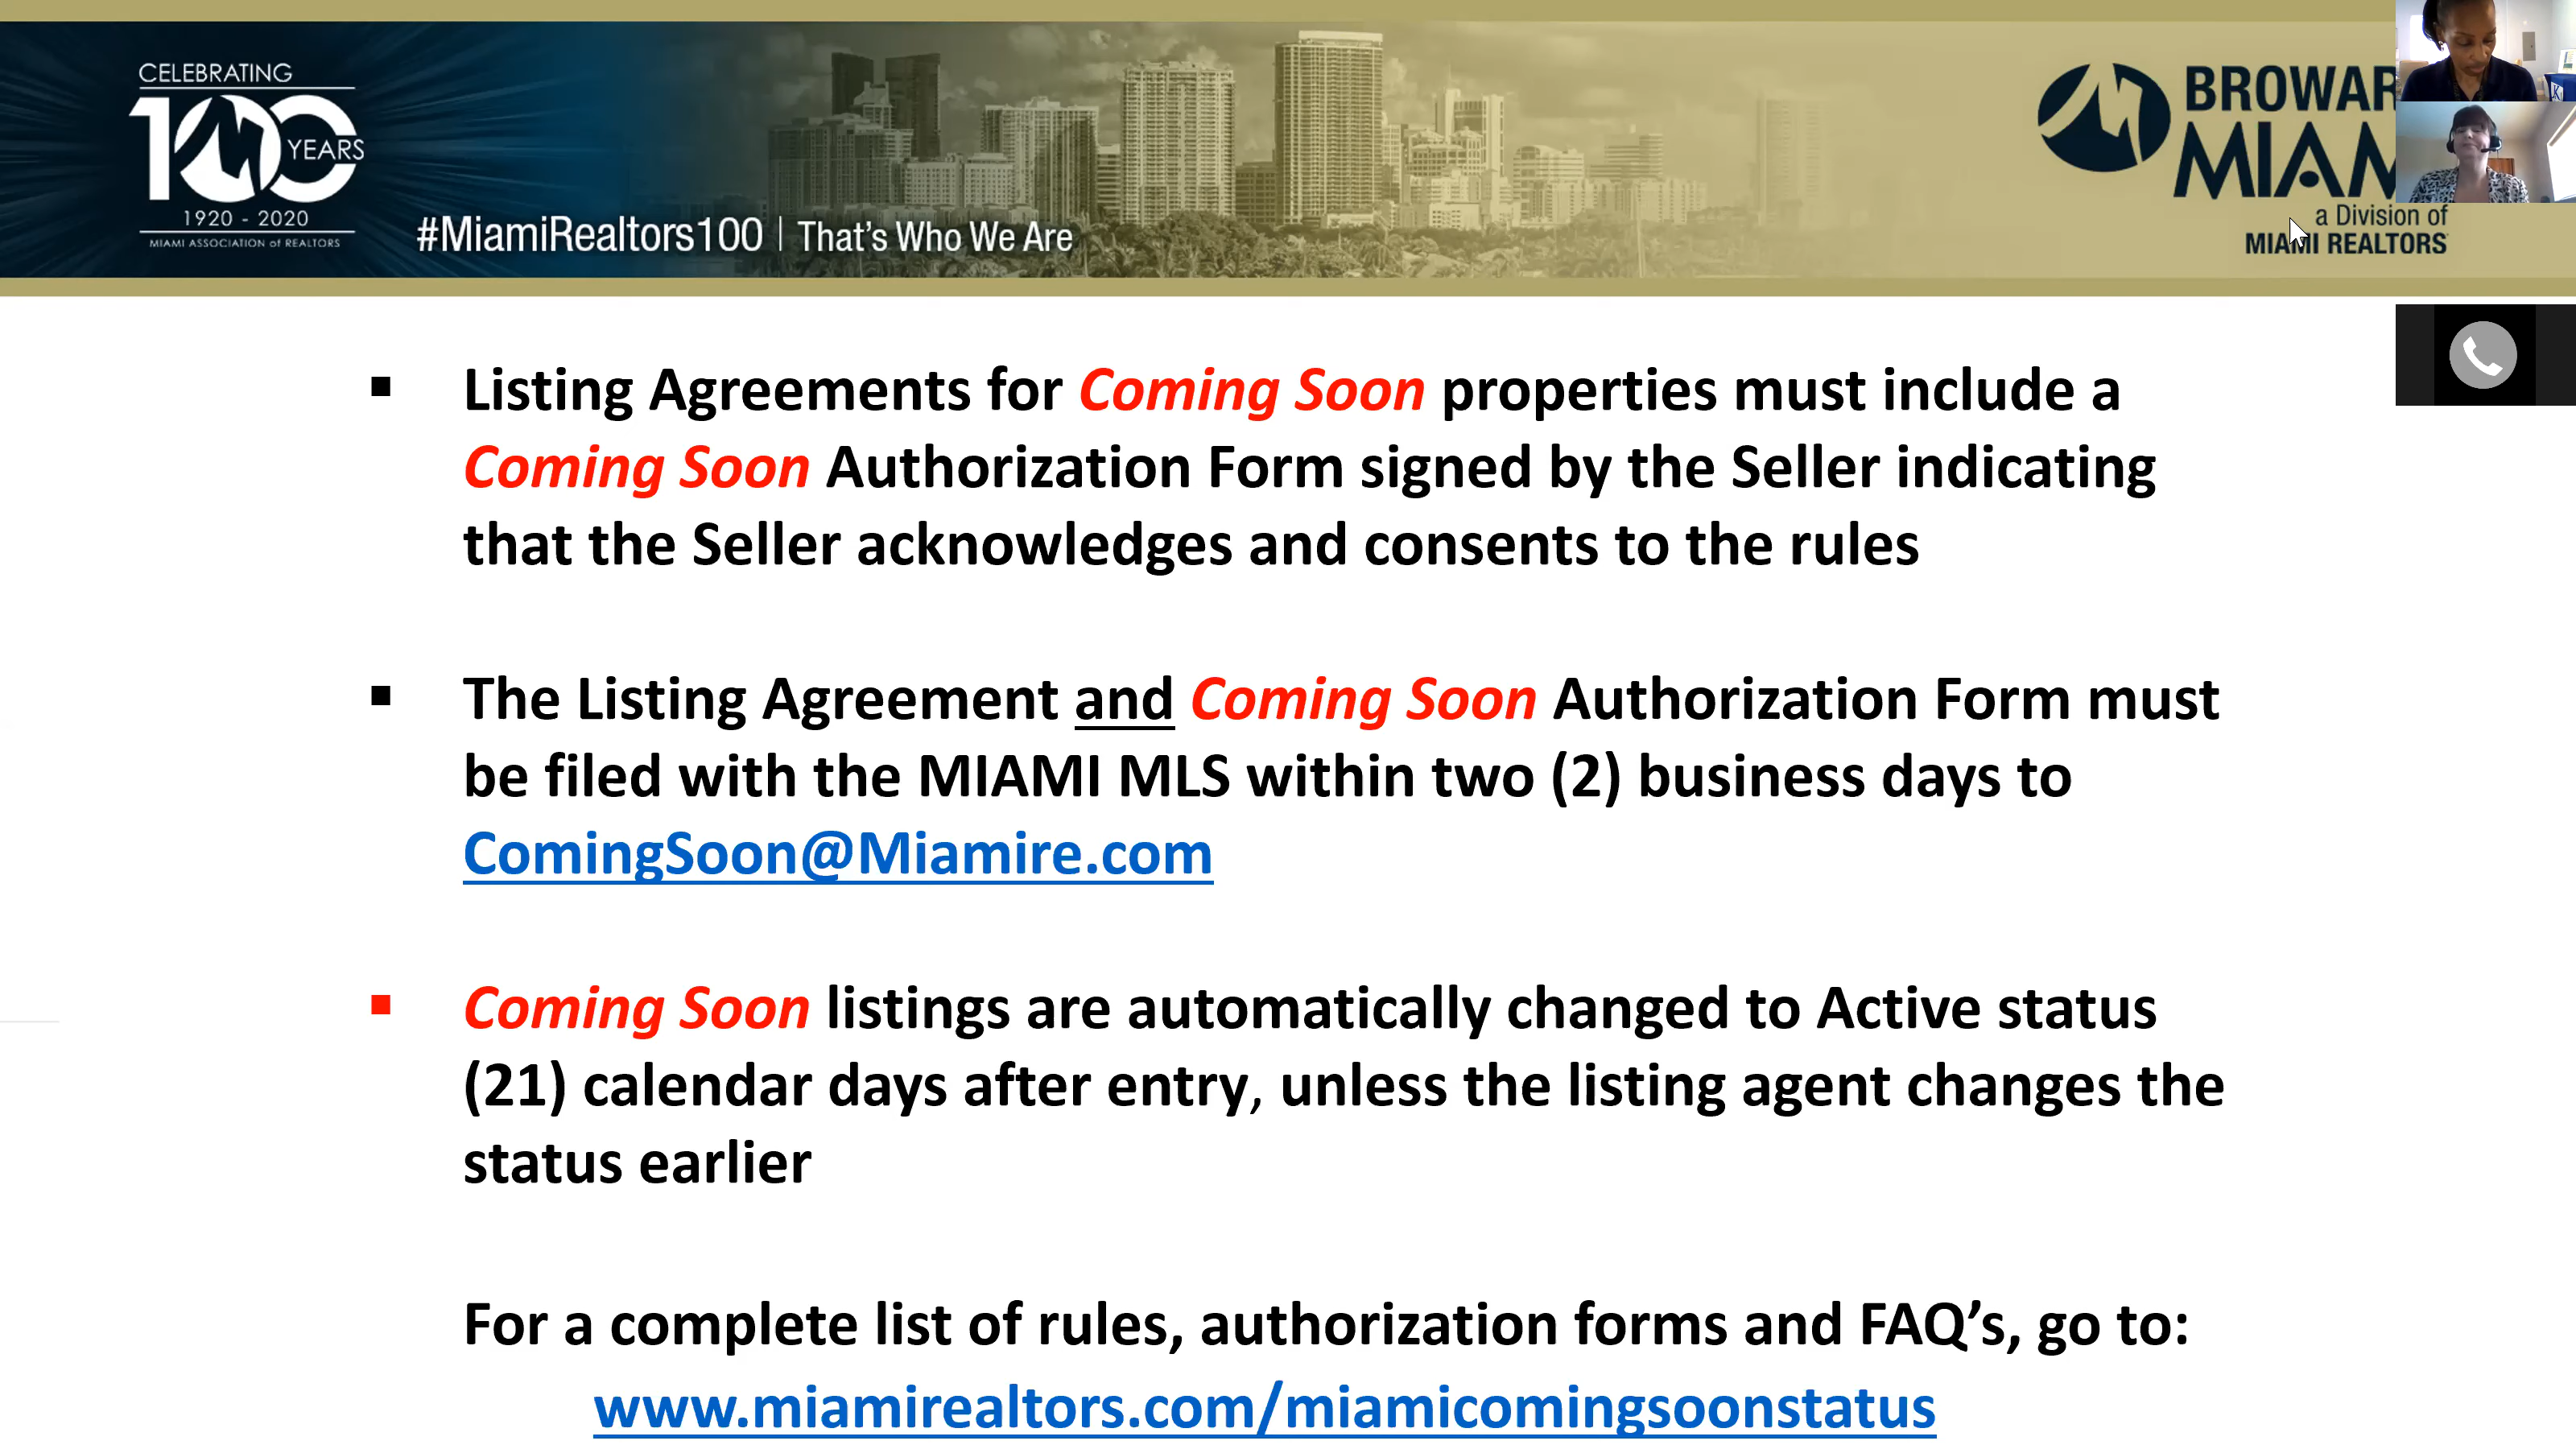 CELEBRATING
100 YEARS
1920 - 2020
MIAMI ASSOCIATION of REALTORS
#MiamiRealtors100 | That's Who We Are
a Division of
MIAMI REALTORS
▪ Listing Agreements for Coming Soon properties must include a
Coming Soon Authorization Form signed by the Seller indicating
that the Seller acknowledges and consents to the rules
▪ The Listing Agreement and Coming Soon Authorization Form must
be filed with the MIAMI MLS within two (2) business days to
ComingSoon@Miamire.com
▪ Coming Soon listings are automatically changed to Active status
(21) calendar days after entry, unless the listing agent changes the
status earlier
For a complete list of rules, authorization forms and FAQ's, go to:
www.miamirealtors.com/miamicomingsoonstatus